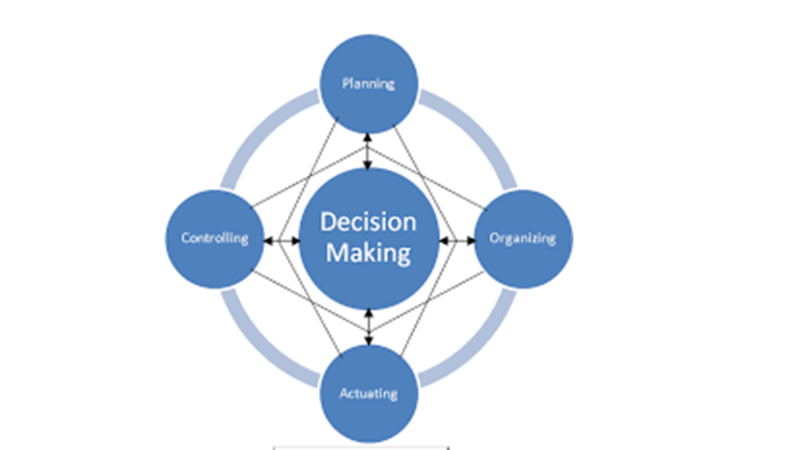 Planning
Controlling
Decision
Making
Organizing
Actuating